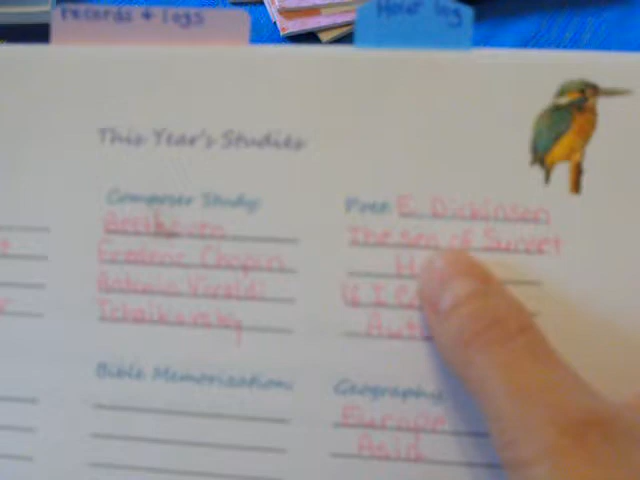 records + logs
Hour log
This Year's Studies
Composer Study:
Beethoven
Frederic Chopin
Antonio Vivaldi
Tchaikovsky
Poet: E. Dickinson
The sea of Sunset
If I
Bible Memorization:
Geography:
Europe
Asia